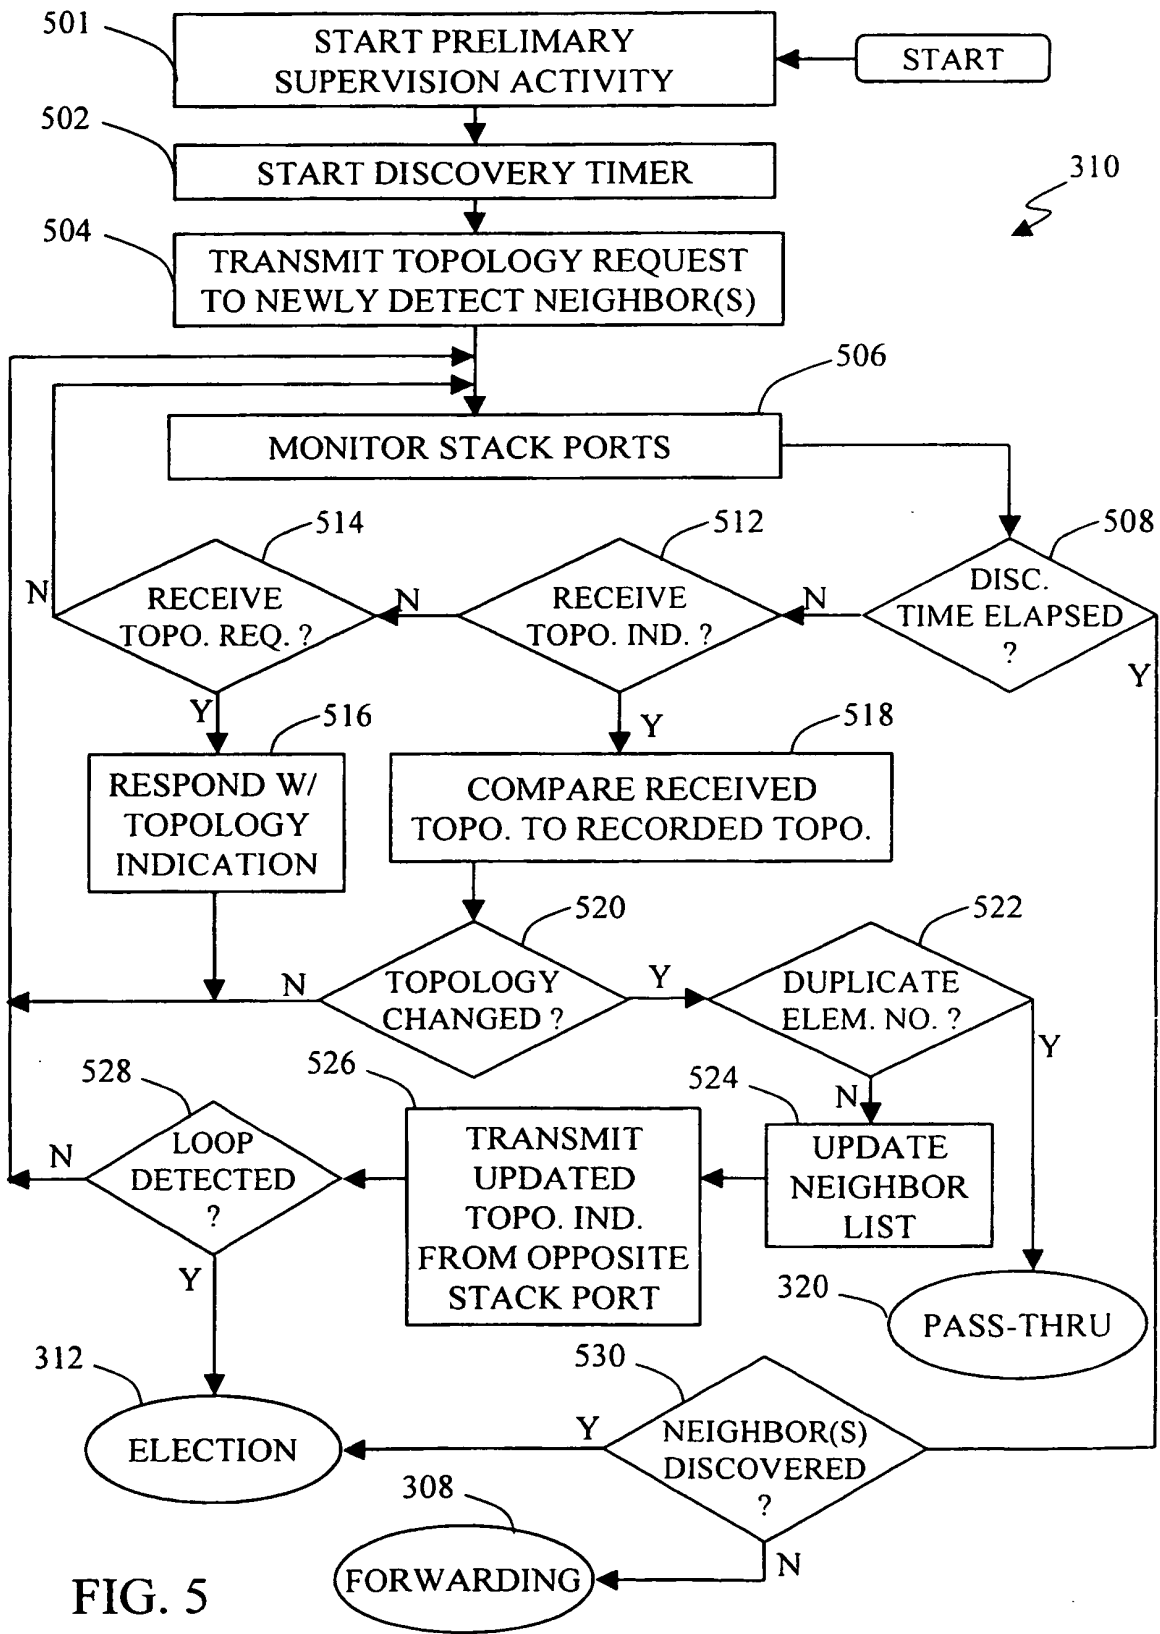 501
START PRELIMARY
SUPERVISION ACTIVITY
START
502
START DISCOVERY TIMER
310
504
TRANSMIT TOPOLOGY REQUEST
TO NEWLY DETECT NEIGHBOR(S)
506
MONITOR STACK PORTS
514
512
508
N
RECEIVE
TOPO. REQ. ?
N
RECEIVE
TOPO. IND. ?
N
DISC.
TIME ELAPSED
?
Y
Y
516
Y
518
RESPOND W/
TOPOLOGY
INDICATION
COMPARE RECEIVED
TOPO. TO RECORDED TOPO.
520
522
N
TOPOLOGY
CHANGED ?
Y
DUPLICATE
ELEM. NO. ?
Y
528
526
524
N
N
LOOP
DETECTED
?
TRANSMIT
UPDATED
TOPO. IND.
FROM OPPOSITE
STACK PORT
UPDATE
NEIGHBOR
LIST
Y
320
PASS-THRU
312
530
ELECTION
Y
NEIGHBOR(S)
DISCOVERED
?
308
N
FORWARDING
FIG. 5